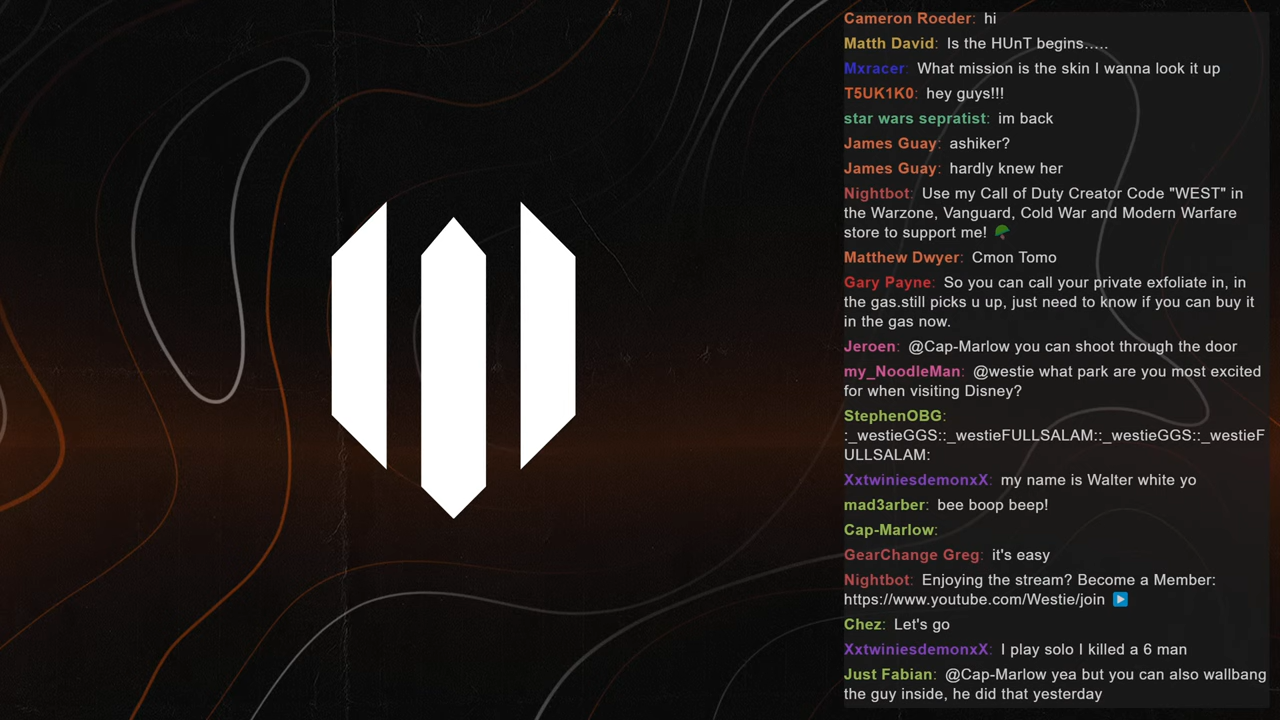 Cameron Roeder: hi
Matth David: Is the HUnT begins.....
Mxracer: What mission is the skin I wanna look it up
T5UK1K0: hey guys!!!
star wars sepratist: im back
James Guay: ashiker?
James Guay: hardly knew her
Nightbot: Use my Call of Duty Creator Code "WEST" in
the Warzone, Vanguard, Cold War and Modern Warfare
store to support me!
Matthew Dwyer: Cmon Tomo
Gary Payne: So you can call your private exfoliate in, in
the gas.still picks u up, just need to know if you can buy it
in the gas now.
Jeroen: @Cap-Marlow you can shoot through the door
my_NoodleMan: @westie what park are you most excited
for when visiting Disney?
StephenOBG:
:_westieGGS::_westieFULLSALAM::_westieGGS::_westieF
ULLSALAM:
XxtwiniesdemonxX: my name is Walter white yo
mad3arber: bee boop beep!
Cap-Marlow:
GearChange Greg: it's easy
Nightbot: Enjoying the stream? Become a Member:
https://www.youtube.com/Westie/join
Chez: Let's go
XxtwiniesdemonxX: I play solo I killed a 6 man
Just Fabian: @Cap-Marlow yea but you can also wallbang
the guy inside, he did that yesterday